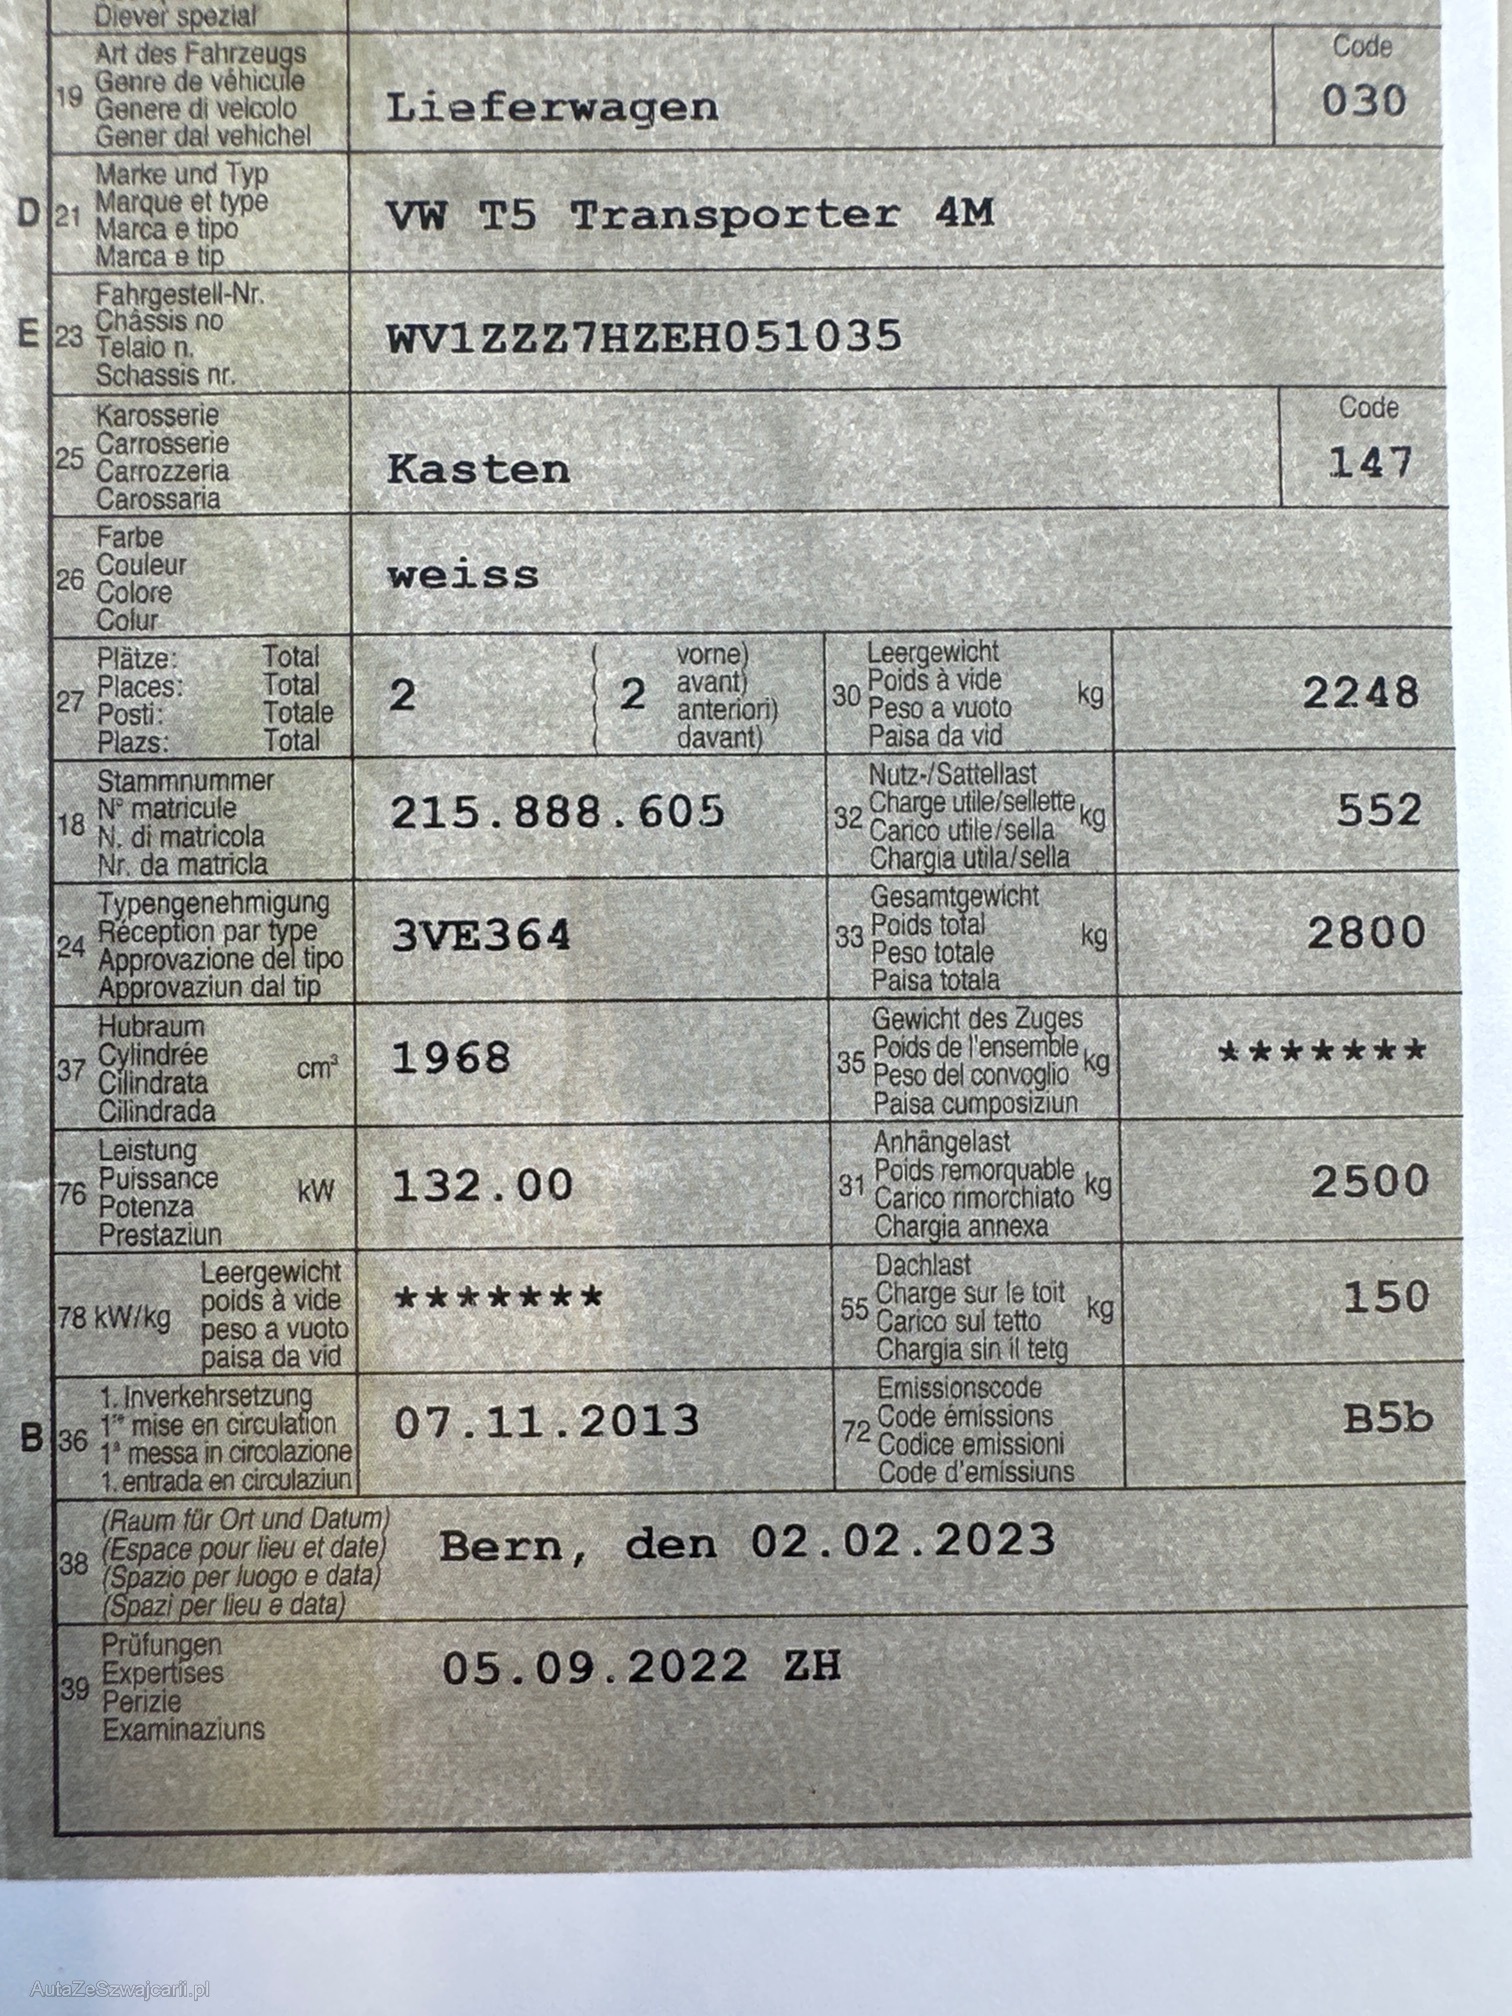 Diever spezial
19 Art des Fahrzeugs
Genre de véhicule
Genere di veicolo
Gener dal vehichel
Lieferwagen
Code
030
D 21 Marke und Typ
Marque et type
Marca e tipo
Marca e tip
VW T5 Transporter 4M
E 23 Fahrgestell-Nr.
Châssis no
Telaio n.
Schassis nr.
WV1ZZZ7HZEH051035
25 Karosserie
Carrosserie
Carrozzeria
Carossaria
Kasten
Code
147
26 Farbe
Couleur
Colore
Colur
weiss
27 Plätze: Total
Places: Total
Posti: Totale
Plazs: Total
2
( 2 vorne)
avant)
anteriori)
davant)
30 Leergewicht
Poids à vide
Peso a vuoto
Paisa da vid
kg
2248
18 Stammnummer
N° matricule
N. di matricola
Nr. da matricla
215.888.605
32 Nutz-/Sattellast
Charge utile/sellette
Carico utile/sella
Chargia utila/sella
kg
552
24 Typengenehmigung
Réception par type
Approvazione del tipo
Approvaziun dal tip
3VE364
33 Gesamtgewicht
Poids total
Peso totale
Paisa totala
kg
2800
37 Hubraum
Cylindrée
Cilindrata
Cilindrada
cm³
1968
35 Gewicht des Zuges
Poids de l'ensemble
Peso del convoglio
Paisa cumposiziun
kg
*******
76 Leistung
Puissance
Potenza
Prestaziun
kW
132.00
31 Anhängelast
Poids remorquable
Carico rimorchiato
Chargia annexa
kg
2500
78 kW/kg
Leergewicht
poids à vide
peso a vuoto
paisa da vid
*******
55 Dachlast
Charge sur le toit
Carico sul tetto
Chargia sin il tetg
kg
150
B 36 1. Inverkehrsetzung
1re mise en circulation
1a messa in circolazione
1. entrada en circulaziun
07.11.2013
72 Emissionscode
Code émissions
Codice emissioni
Code d'emissiuns
B5b
38 (Raum für Ort und Datum)
(Espace pour lieu et date)
(Spazio per luogo e data)
(Spazi per lieu e data)
Bern, den 02.02.2023
39 Prüfungen
Expertises
Perizie
Examinaziuns
05.09.2022 ZH
AutaZeSzwajcarii.pl